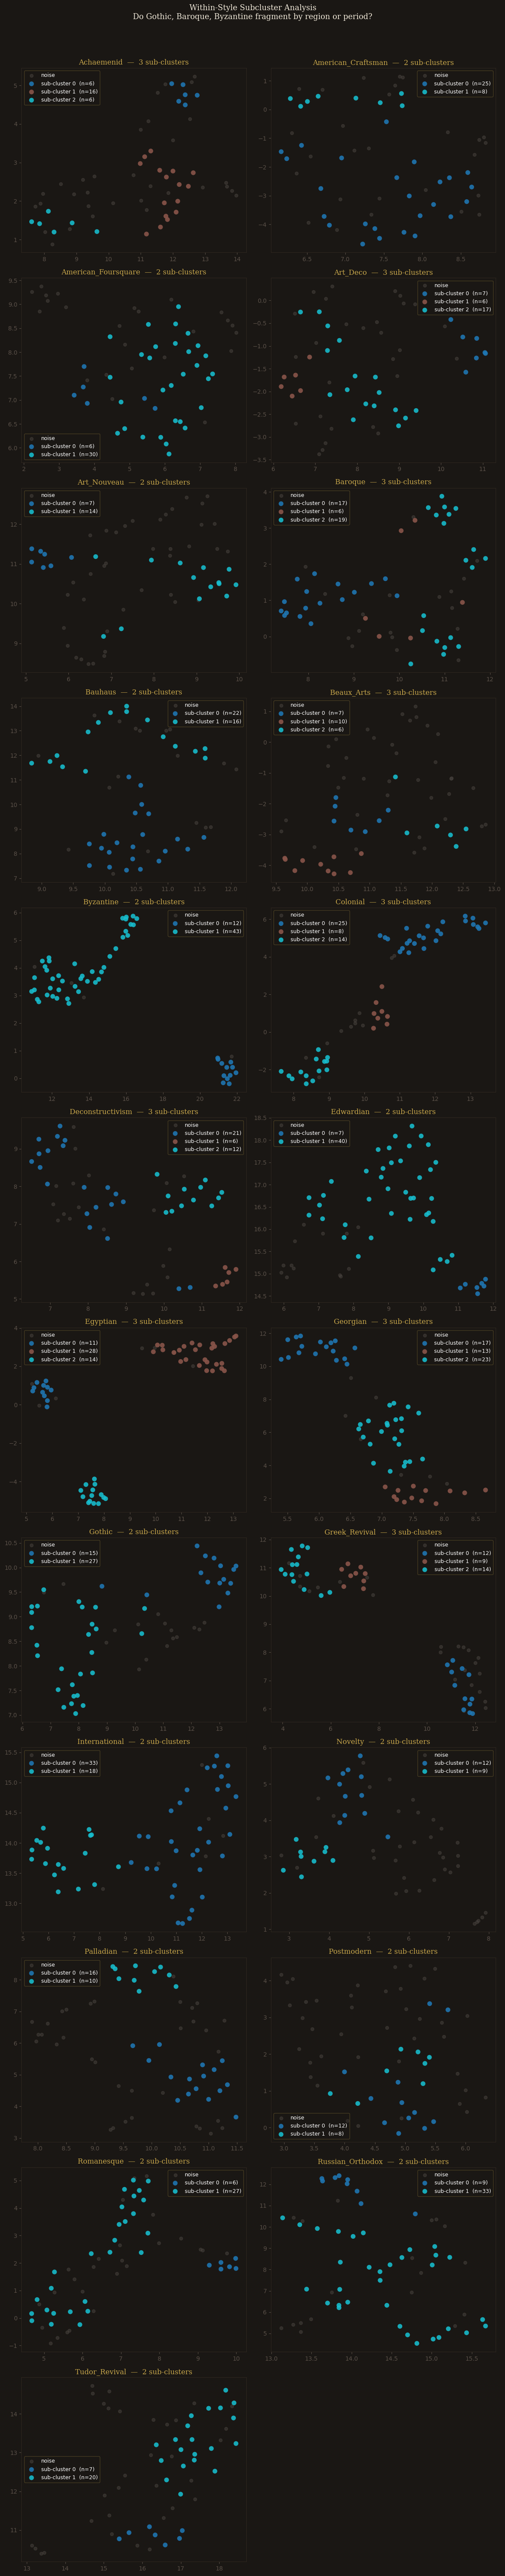 Within-Style Subcluster Analysis
Do Gothic, Baroque, Byzantine fragment by region or period?
Achaemenid — 3 sub-clusters
noise
sub-cluster 0 (n=6)
sub-cluster 1 (n=16)
sub-cluster 2 (n=6)
American_Craftsman — 2 sub-clusters
noise
sub-cluster 0 (n=25)
sub-cluster 1 (n=8)
American_Foursquare — 2 sub-clusters
noise
sub-cluster 0 (n=6)
sub-cluster 1 (n=30)
Art_Deco — 3 sub-clusters
noise
sub-cluster 0 (n=7)
sub-cluster 1 (n=6)
sub-cluster 2 (n=17)
Art_Nouveau — 2 sub-clusters
noise
sub-cluster 0 (n=7)
sub-cluster 1 (n=14)
Baroque — 3 sub-clusters
noise
sub-cluster 0 (n=17)
sub-cluster 1 (n=6)
sub-cluster 2 (n=19)
Bauhaus — 2 sub-clusters
noise
sub-cluster 0 (n=22)
sub-cluster 1 (n=16)
Beaux_Arts — 3 sub-clusters
noise
sub-cluster 0 (n=7)
sub-cluster 1 (n=10)
sub-cluster 2 (n=6)
Byzantine — 2 sub-clusters
noise
sub-cluster 0 (n=12)
sub-cluster 1 (n=43)
Colonial — 3 sub-clusters
noise
sub-cluster 0 (n=25)
sub-cluster 1 (n=8)
sub-cluster 2 (n=14)
Deconstructivism — 3 sub-clusters
noise
sub-cluster 0 (n=21)
sub-cluster 1 (n=6)
sub-cluster 2 (n=12)
Edwardian — 2 sub-clusters
noise
sub-cluster 0 (n=7)
sub-cluster 1 (n=40)
Egyptian — 3 sub-clusters
noise
sub-cluster 0 (n=11)
sub-cluster 1 (n=28)
sub-cluster 2 (n=14)
Georgian — 3 sub-clusters
noise
sub-cluster 0 (n=17)
sub-cluster 1 (n=13)
sub-cluster 2 (n=23)
Gothic — 2 sub-clusters
noise
sub-cluster 0 (n=15)
sub-cluster 1 (n=27)
Greek_Revival — 3 sub-clusters
noise
sub-cluster 0 (n=12)
sub-cluster 1 (n=9)
sub-cluster 2 (n=14)
International — 2 sub-clusters
noise
sub-cluster 0 (n=33)
sub-cluster 1 (n=18)
Novelty — 2 sub-clusters
noise
sub-cluster 0 (n=12)
sub-cluster 1 (n=9)
Palladian — 2 sub-clusters
noise
sub-cluster 0 (n=16)
sub-cluster 1 (n=10)
Postmodern — 2 sub-clusters
noise
sub-cluster 0 (n=12)
sub-cluster 1 (n=8)
Romanesque — 2 sub-clusters
noise
sub-cluster 0 (n=6)
sub-cluster 1 (n=27)
Russian_Orthodox — 2 sub-clusters
noise
sub-cluster 0 (n=9)
sub-cluster 1 (n=33)
Tudor_Revival — 2 sub-clusters
noise
sub-cluster 0 (n=7)
sub-cluster 1 (n=20)